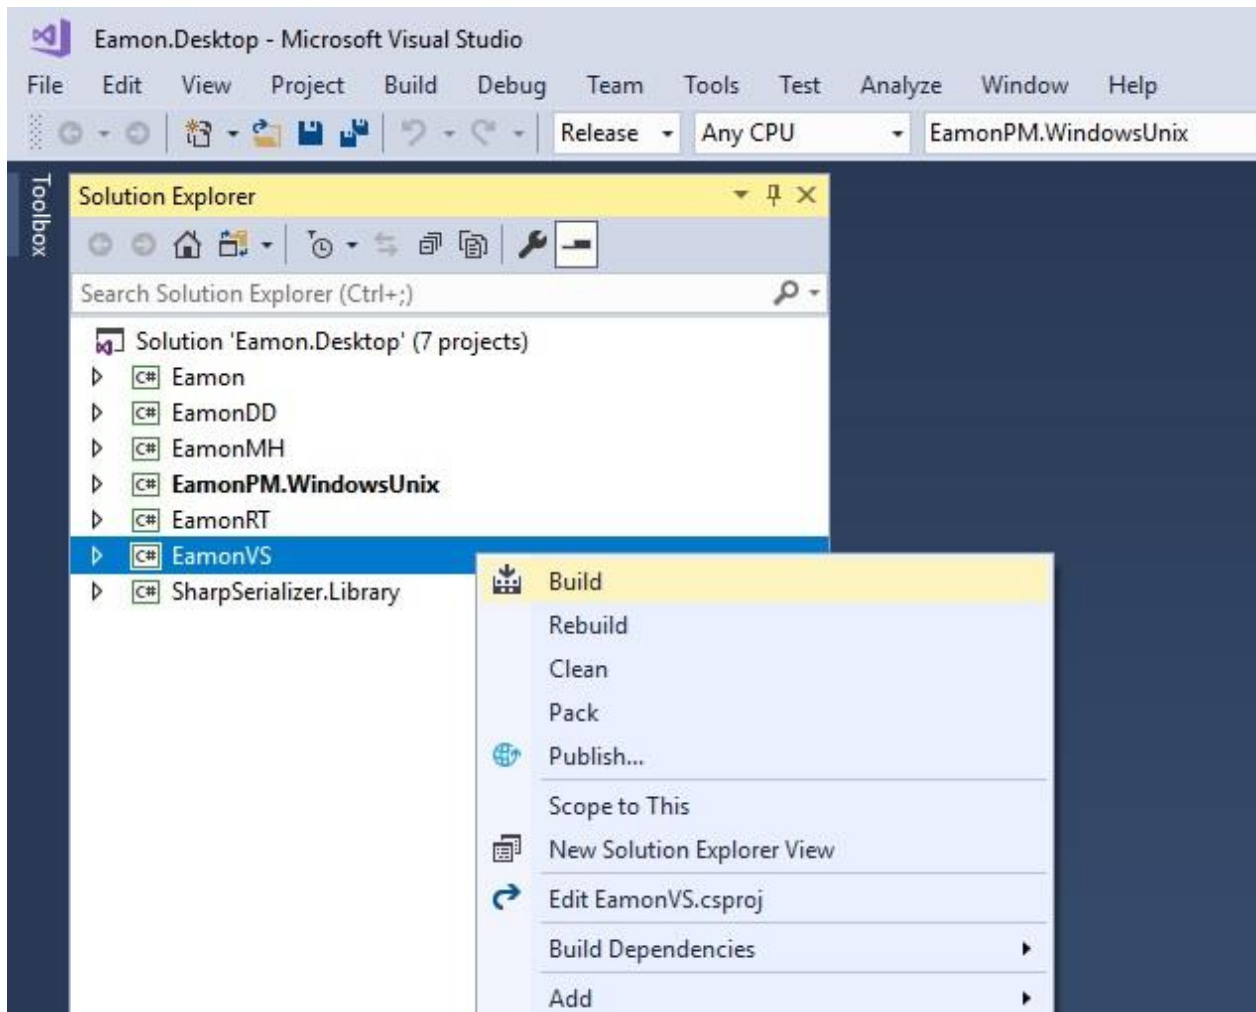 Eamon.Desktop - Microsoft Visual Studio
File Edit View Project Build Debug Team Tools Test Analyze Window Help
Release Any CPU EamonPM.WindowsUnix
Toolbox
Solution Explorer
Search Solution Explorer (Ctrl+;)
Solution 'Eamon.Desktop' (7 projects)
C# Eamon
C# EamonDD
C# EamonMH
C# EamonPM.WindowsUnix
C# EamonRT
C# EamonVS
C# SharpSerializer.Library
Build
Rebuild
Clean
Pack
Publish...
Scope to This
New Solution Explorer View
Edit EamonVS.csproj
Build Dependencies
Add